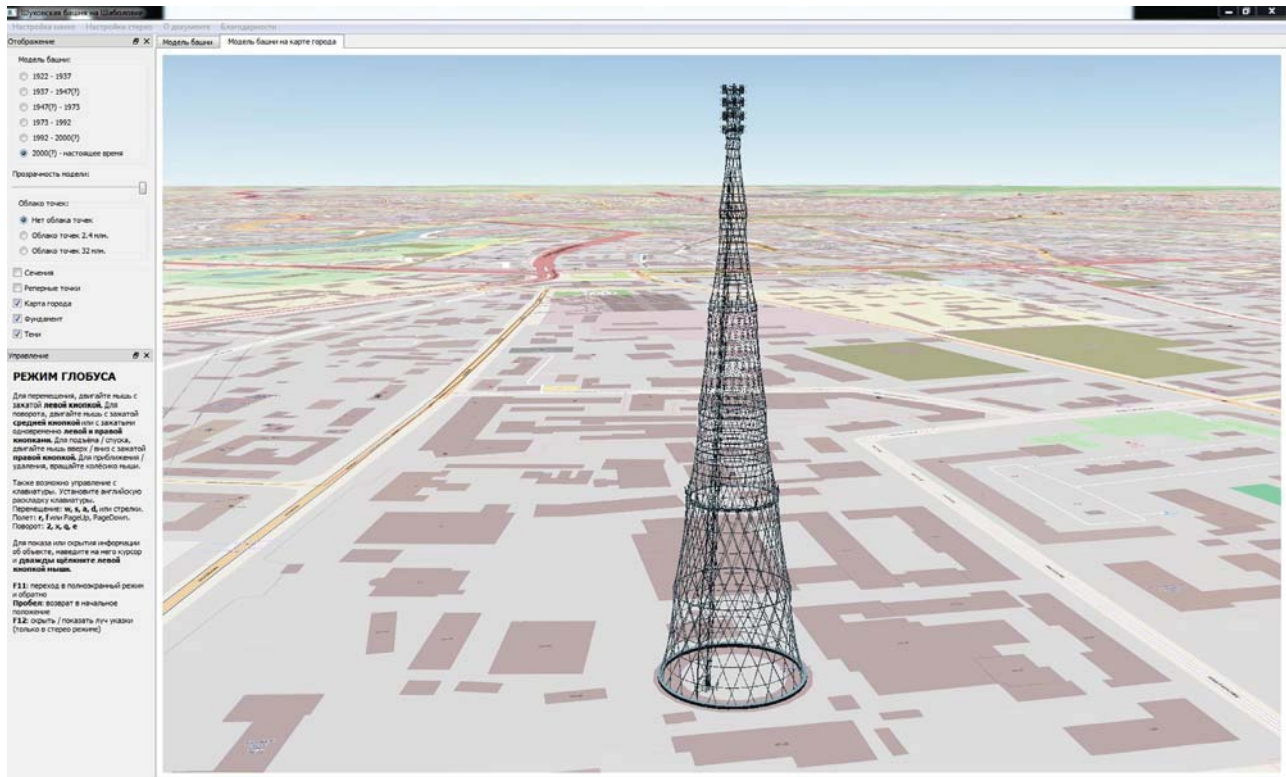 Шуховская башня на Шаболовке
Настройка камер Настройка стерео О документе Благодарности
Отображение
Модель башни Модель башни на карте города
Модель башни:
1922 - 1937
1937 - 1947(?)
1947(?) - 1973
1973 - 1992
1992 - 2000(?)
2000(?) - настоящее время
Прозрачность модели:
Облако точек:
Нет облака точек
Облако точек 2.4 млн.
Облако точек 32 млн.
Сечения
Реперные точки
Карта города
Фундамент
Тени
Управление
РЕЖИМ ГЛОБУСА
Для перемещения, двигайте мышь с
зажатой левой кнопкой. Для
поворота, двигайте мышь с зажатой
средней кнопкой или с зажатыми
одновременно левой и правой
кнопками. Для подъёма / спуска,
двигайте мышь вверх / вниз с зажатой
правой кнопкой. Для приближения /
удаления, вращайте колёсико мыши.
Также возможно управление с
клавиатуры. Установите английскую
раскладку клавиатуры.
Перемещение: w, s, a, d, или стрелки.
Полет: r, f или PageUp, PageDown.
Поворот: 2, x, q, e
Для показа или скрытия информации
об объекте, наведите на него курсор
и дважды щёлкните левой
кнопкой мыши.
F11: переход в полноэкранный режим
и обратно
Пробел: возврат в начальное
положение
F12: скрыть / показать луч указки
(только в стерео режиме)